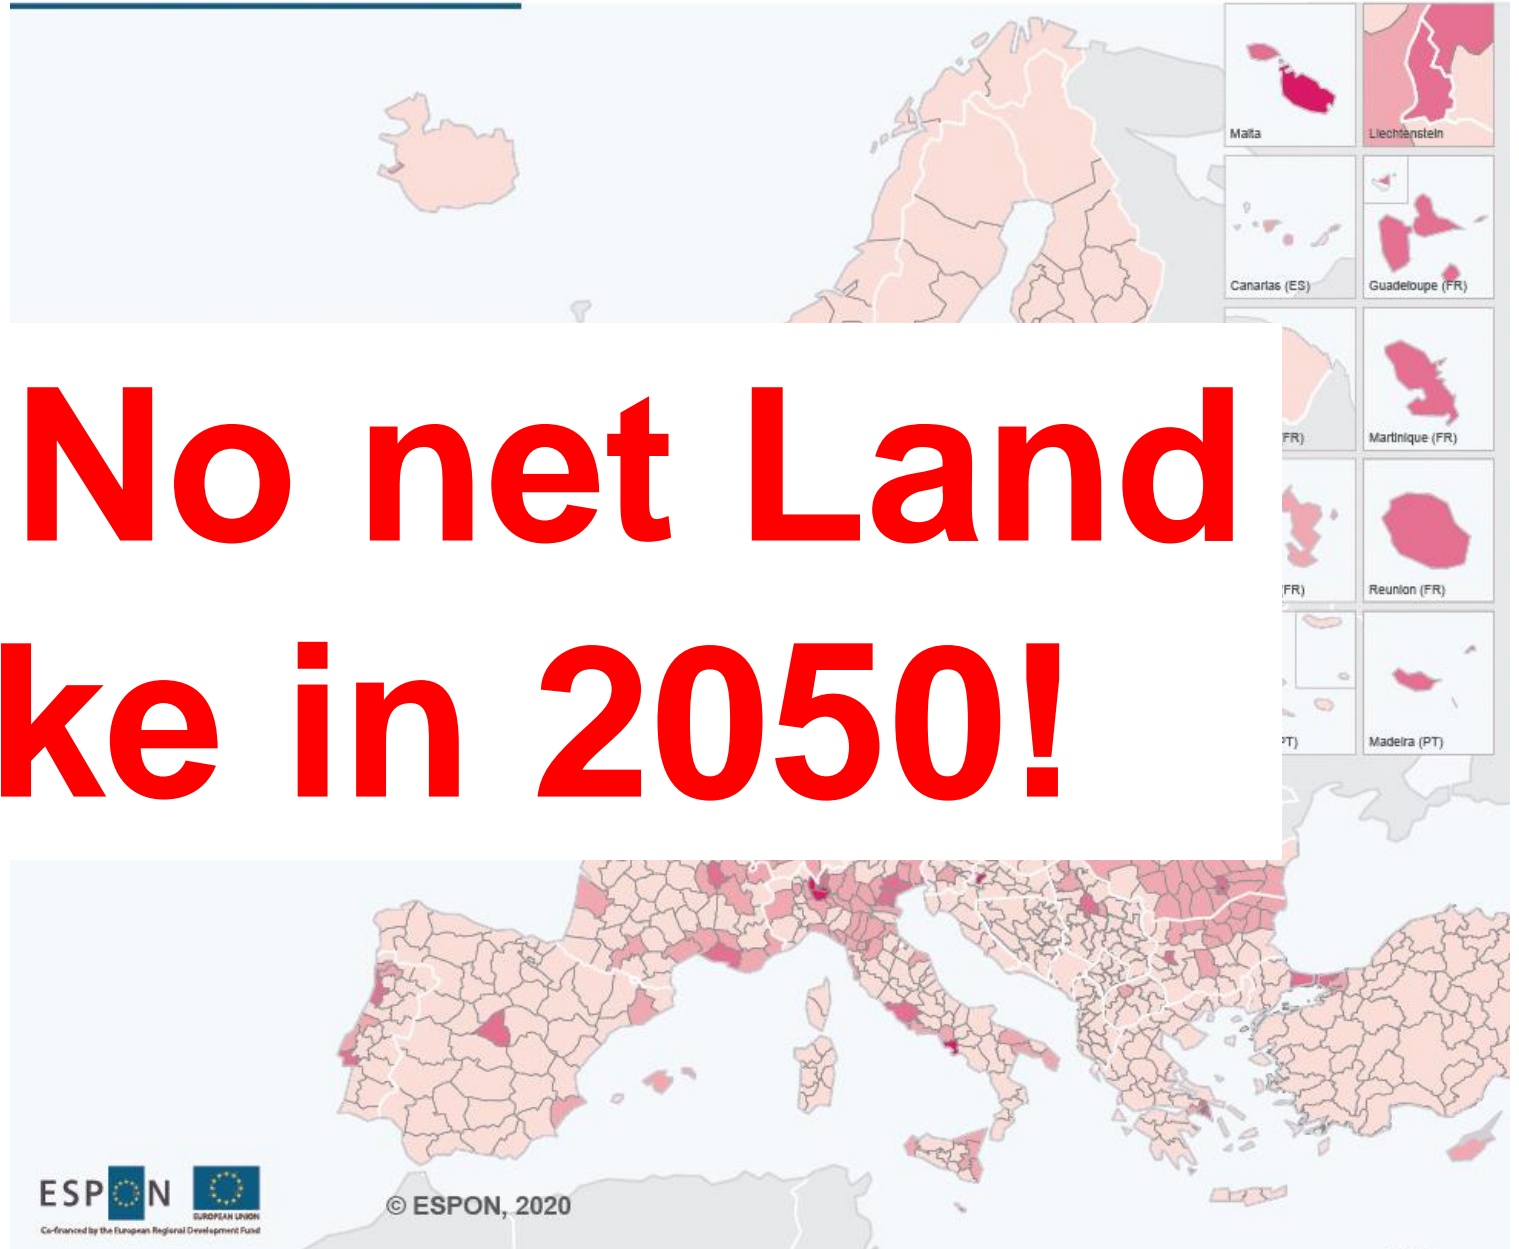 Malta
Liechtenstein
Canarias (ES)
Guadeloupe (FR)
No net Land
FR)
Martinique (FR)
FR)
Reunion (FR)
ke in 2050!
PT)
Madeira (PT)
ESPON
EUROPEAN UNION
Co-financed by the European Regional Development Fund
© ESPON, 2020